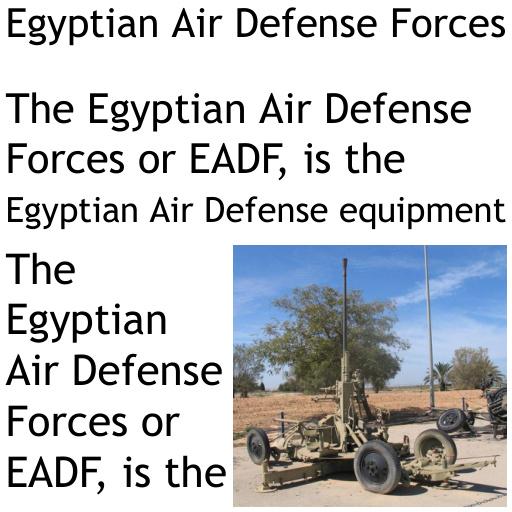 Egyptian Air Defense Forces
The Egyptian Air Defense
Forces or EADF, is the
Egyptian Air Defense equipment
The
Egyptian
Air Defense
Forces or
EADF, is the